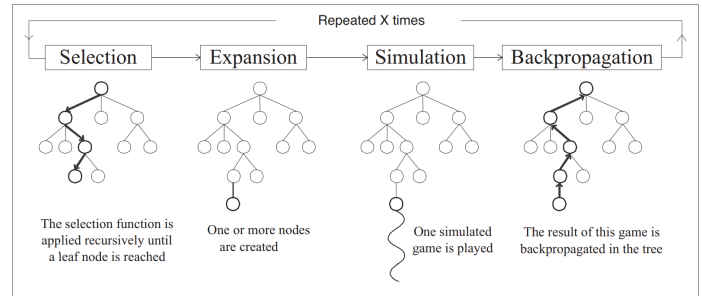 Repeated X times
Selection
Expansion
Simulation
Backpropagation
The selection function is
applied recursively until
a leaf node is reached
One or more nodes
are created
One simulated
game is played
The result of this game is
backpropagated in the tree